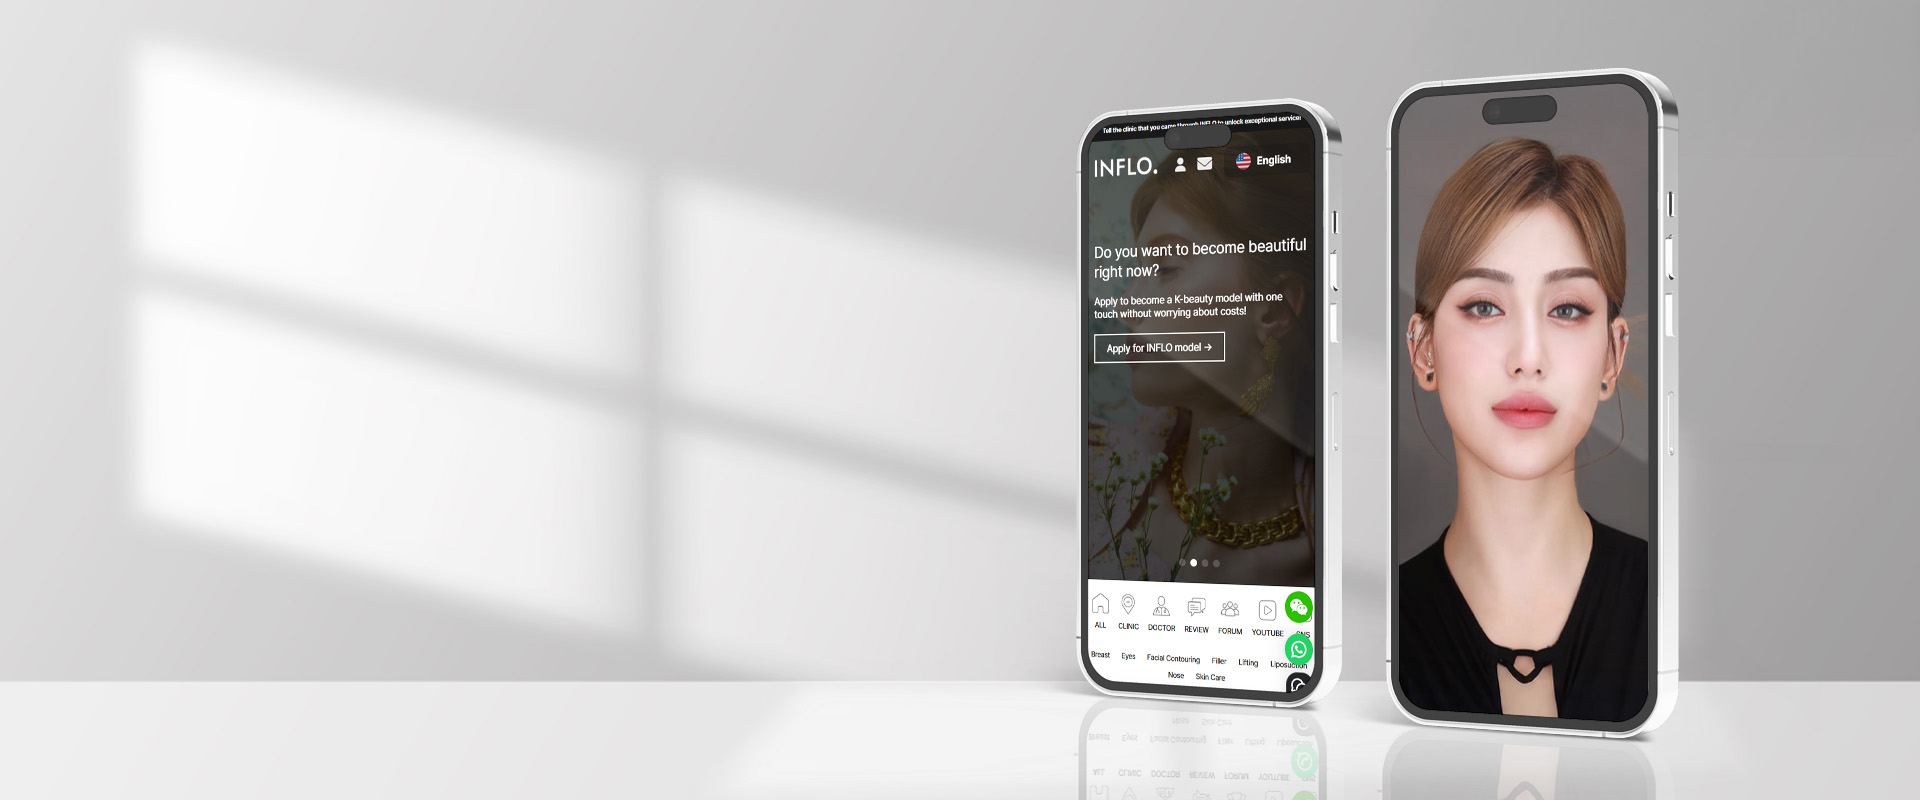 Tell the clinic that you came through INFLO to unlock exceptional services
INFLO.
English
Do you want to become beautiful
right now?
Apply to become a K-beauty model with one
touch without worrying about costs!
Apply for INFLO model →
ALL CLINIC DOCTOR REVIEW FORUM YOUTUBE SNS
Breast Eyes Facial Contouring Filler Lifting Liposuction
Nose Skin Care